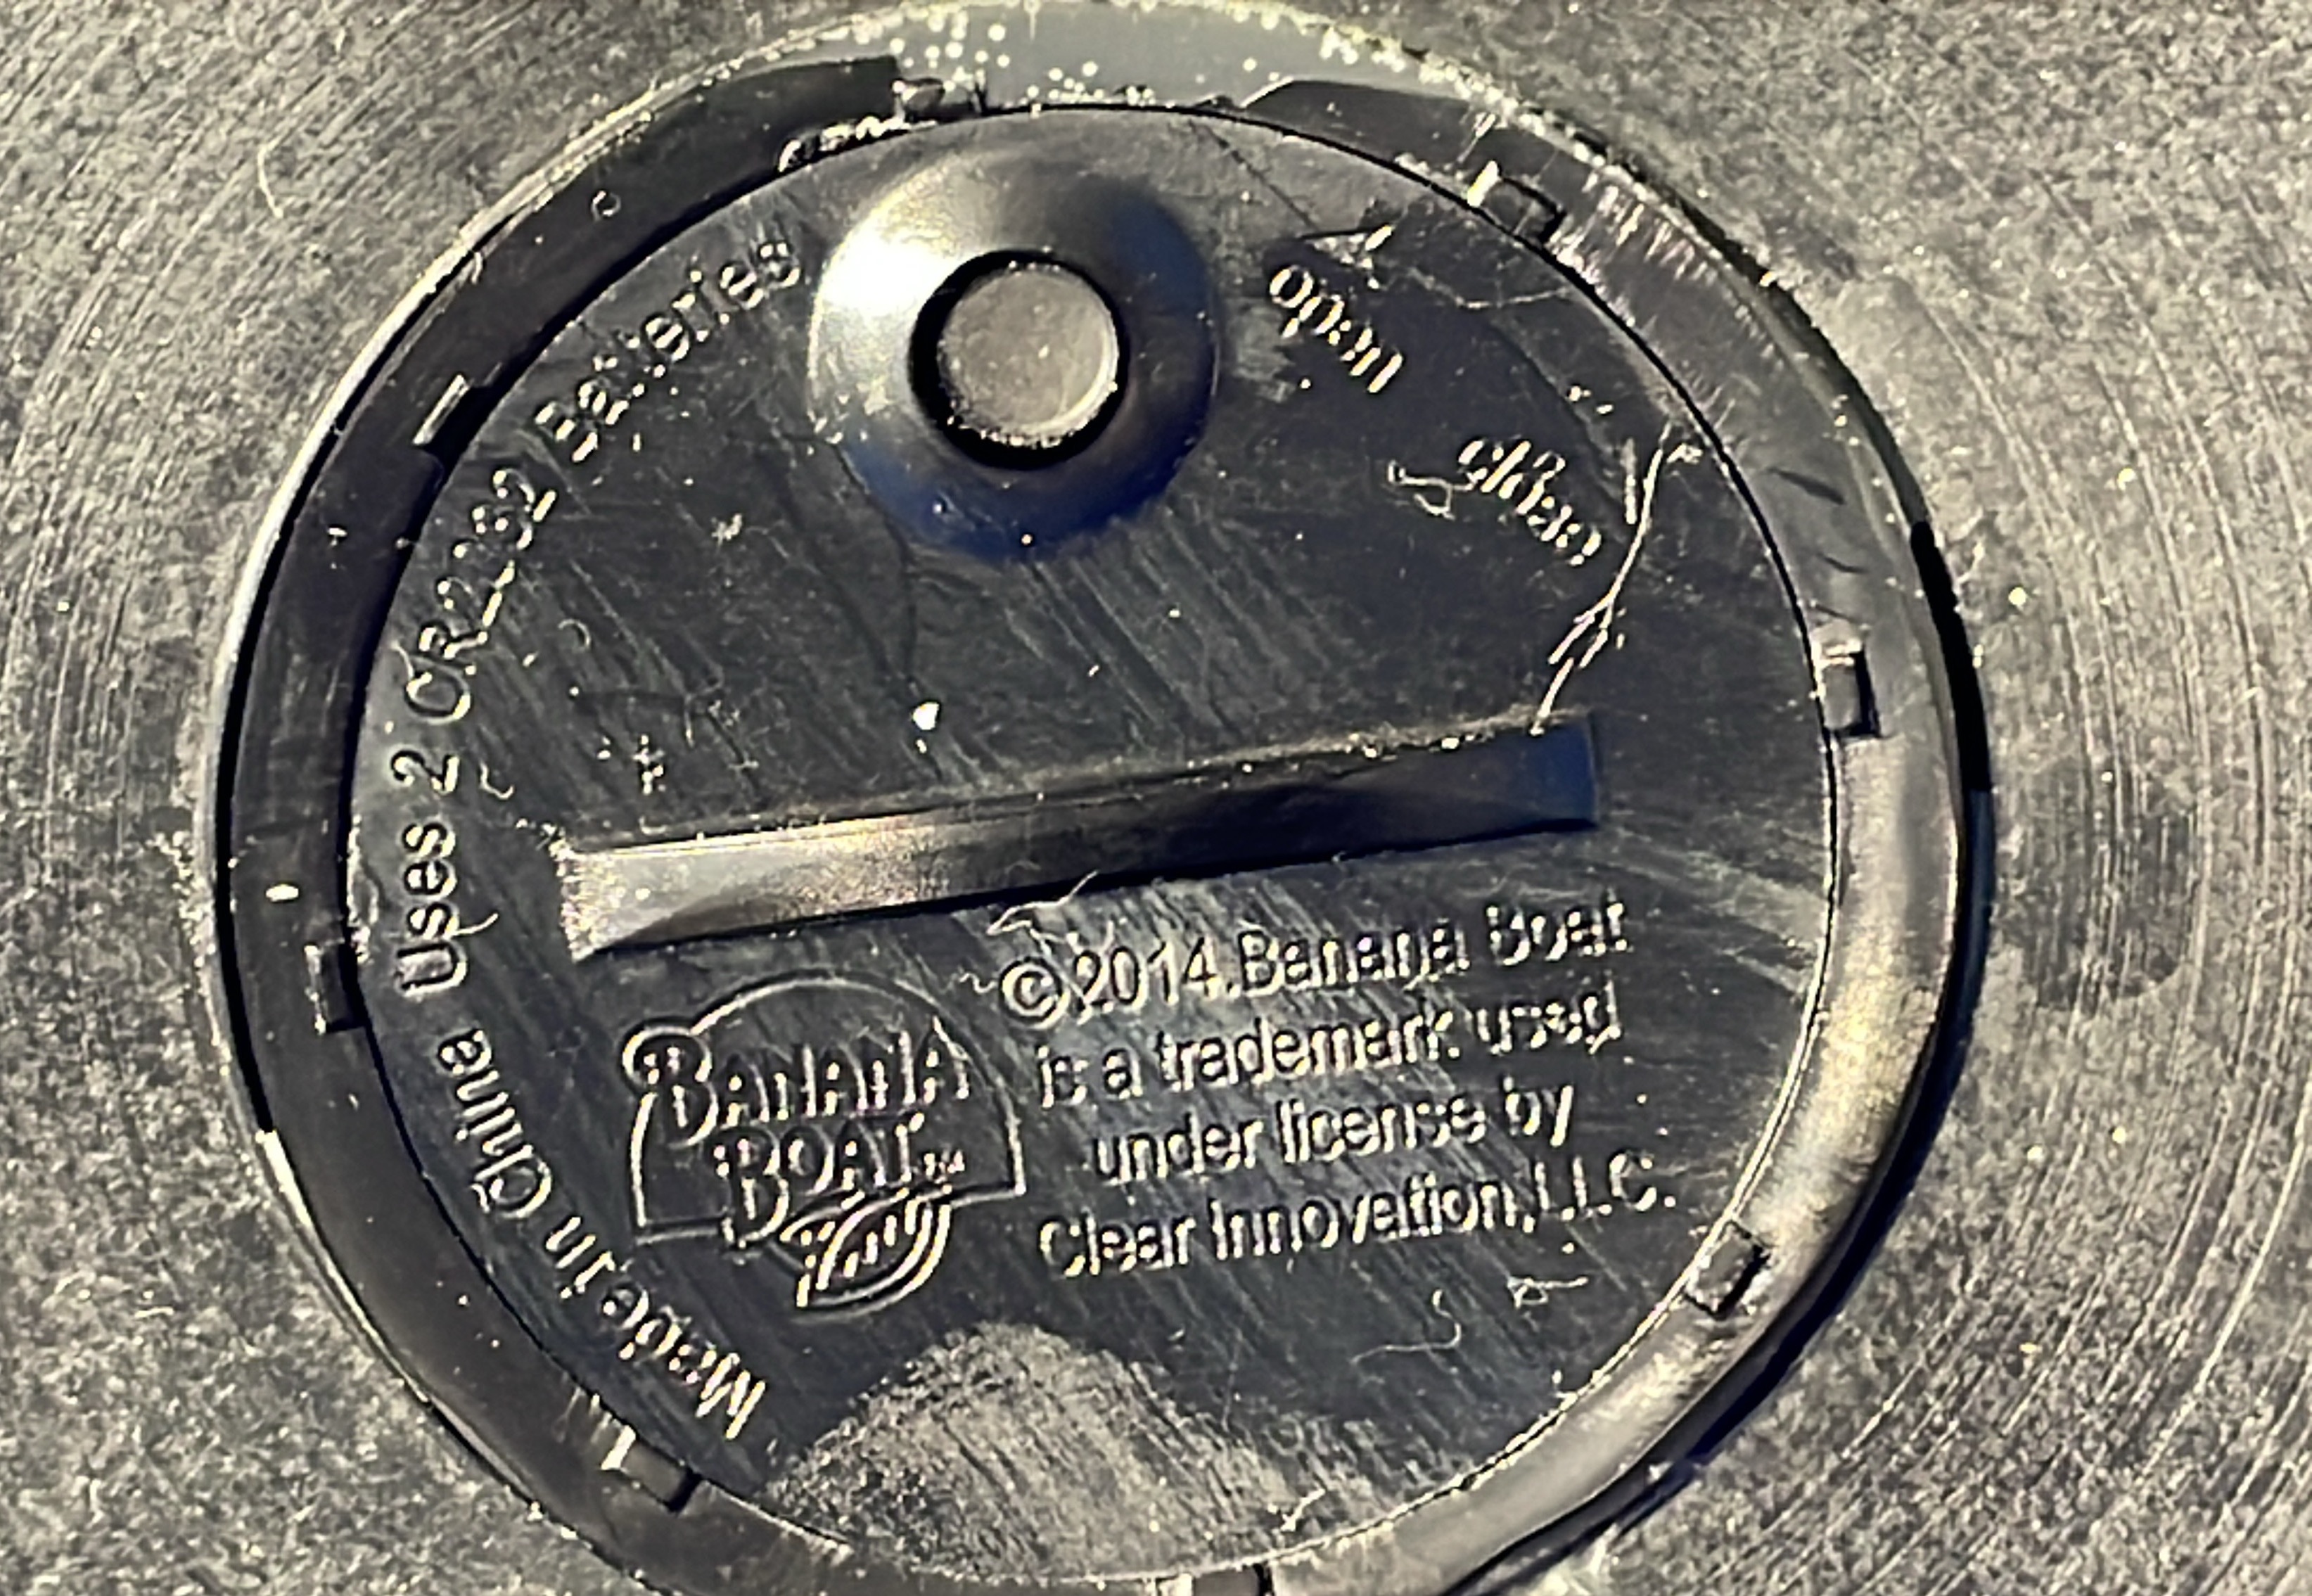 open
close
Made in China Uses 2 CR2032 Batteries
BANANA
BOAT™
©2014.Banana Boat
is a trademark used
under license by
Clear Innovation,LLC.